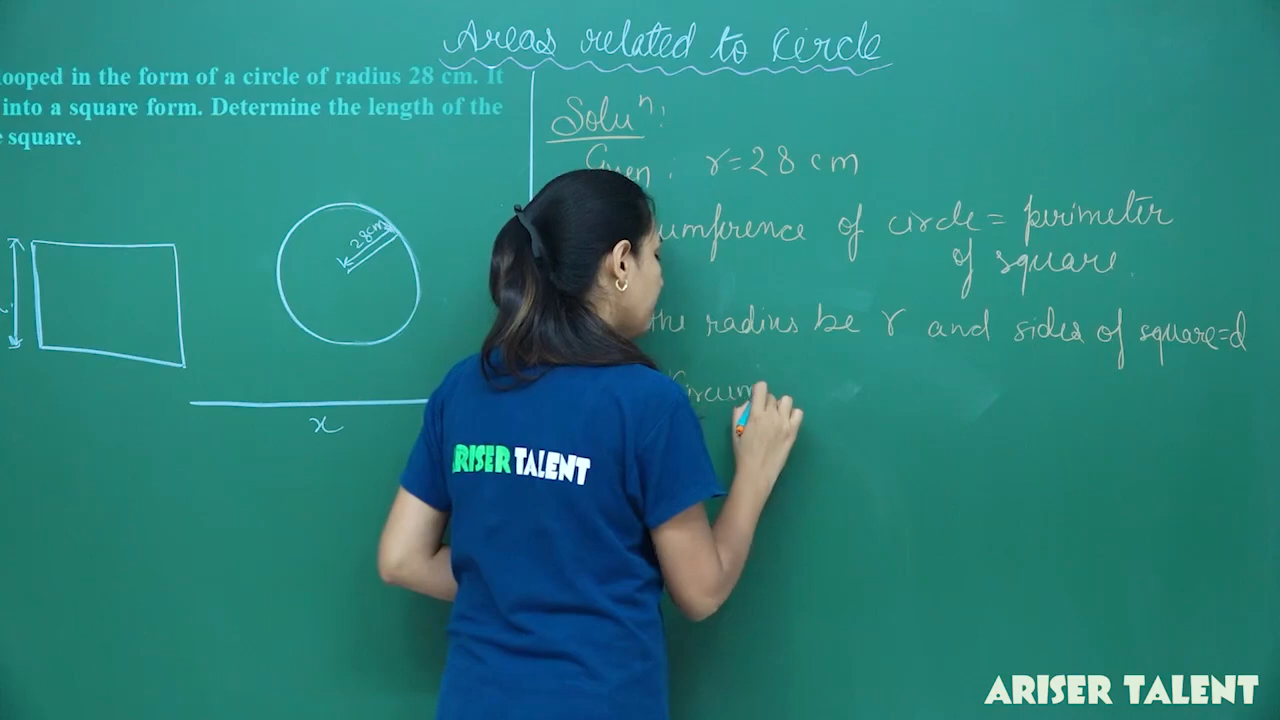 Areas related to Circle
looped in the form of a circle of radius 28 cm. It
into a square form. Determine the length of the
square.
Soluⁿ:
Given : r = 28 cm
umference of circle = perimeter
of square.
the radius be r and sides of square = d
Circum
28cm
x
ARISER TALENT
ARISER TALENT